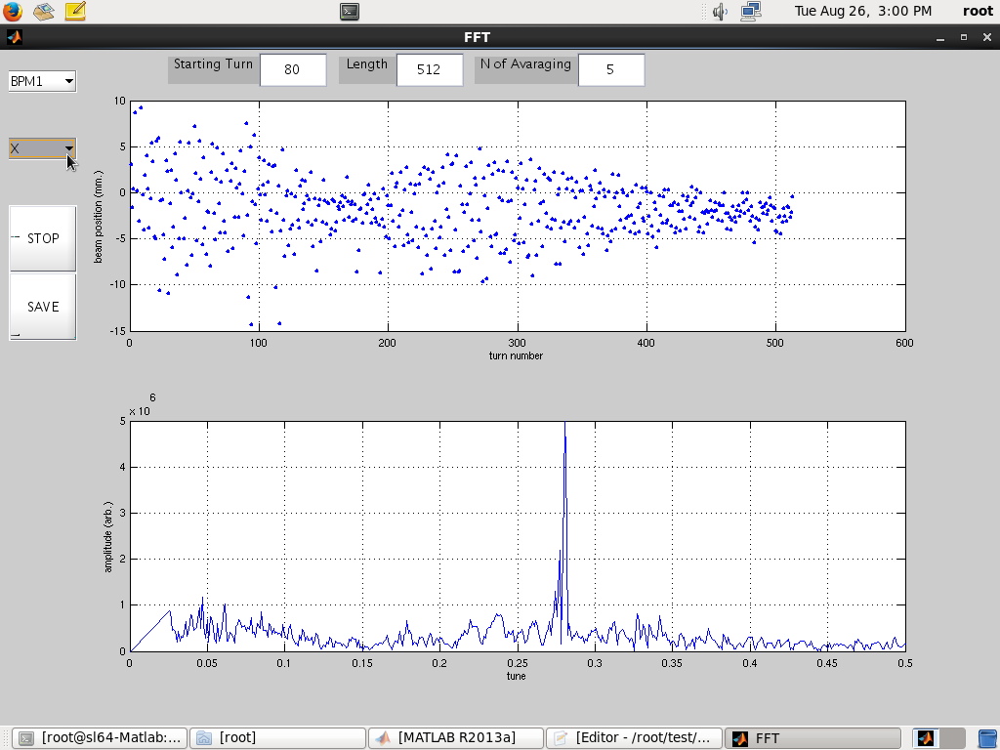 Tue Aug 26, 3:00 PM root
FFT
BPM1
Starting Turn 80 Length 512 N of Avaraging 5
X
STOP
SAVE
10
5
0
-5
-10
-15
beam position (mm.)
0 100 200 300 400 500 600
turn number
x 10 6
5
4
3
2
1
0
amplitude (arb.)
0 0.05 0.1 0.15 0.2 0.25 0.3 0.35 0.4 0.45 0.5
tune
[root@sl64-Matlab:... [root] [MATLAB R2013a] [Editor - /root/test/... FFT